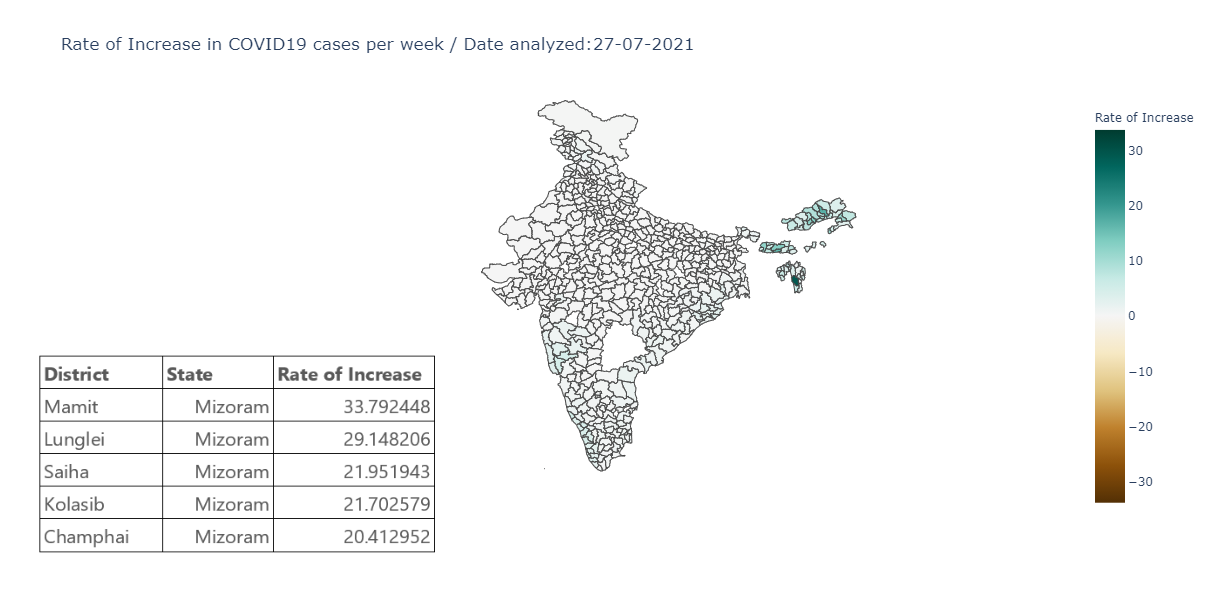 Rate of Increase in COVID19 cases per week / Date analyzed:27-07-2021
Rate of Increase
30
20
10
0
−10
−20
−30
District State Rate of Increase
Mamit Mizoram 33.792448
Lunglei Mizoram 29.148206
Saiha Mizoram 21.951943
Kolasib Mizoram 21.702579
Champhai Mizoram 20.412952